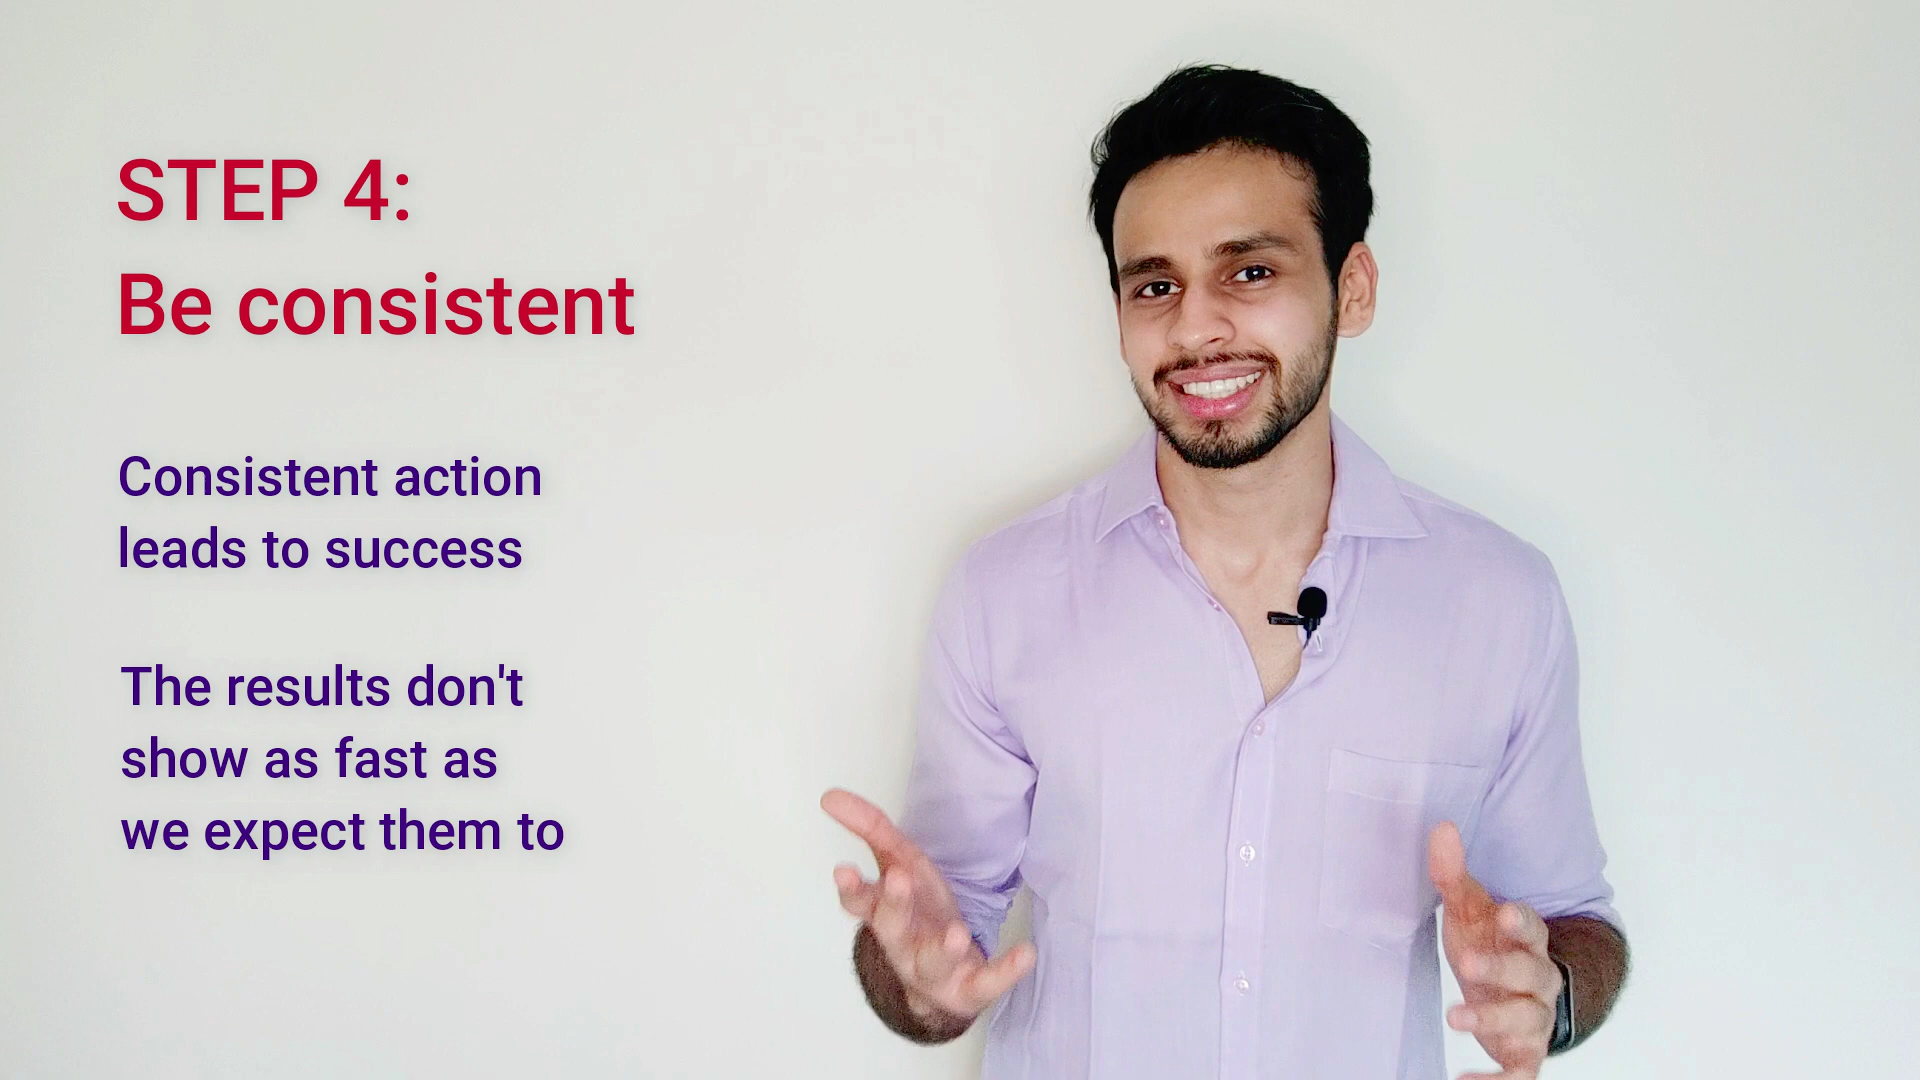 STEP 4:
Be consistent
Consistent action
leads to success
The results don't
show as fast as
we expect them to